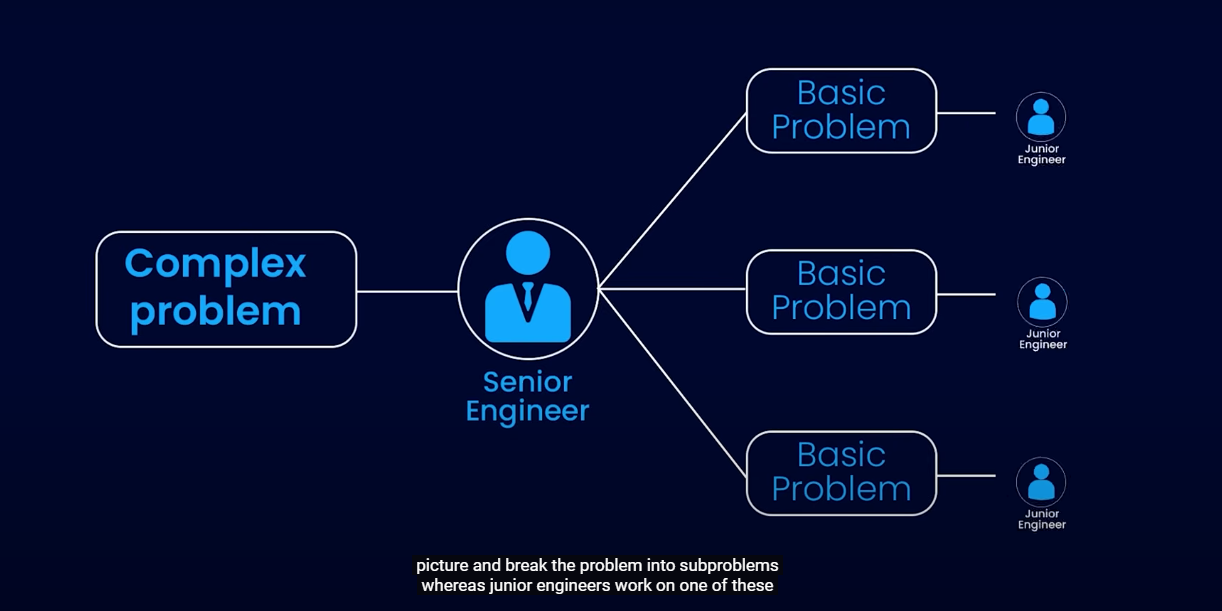 Complex
problem
Senior
Engineer
Basic
Problem
Junior
Engineer
Basic
Problem
Junior
Engineer
Basic
Problem
Junior
Engineer
picture and break the problem into subproblems
whereas junior engineers work on one of these